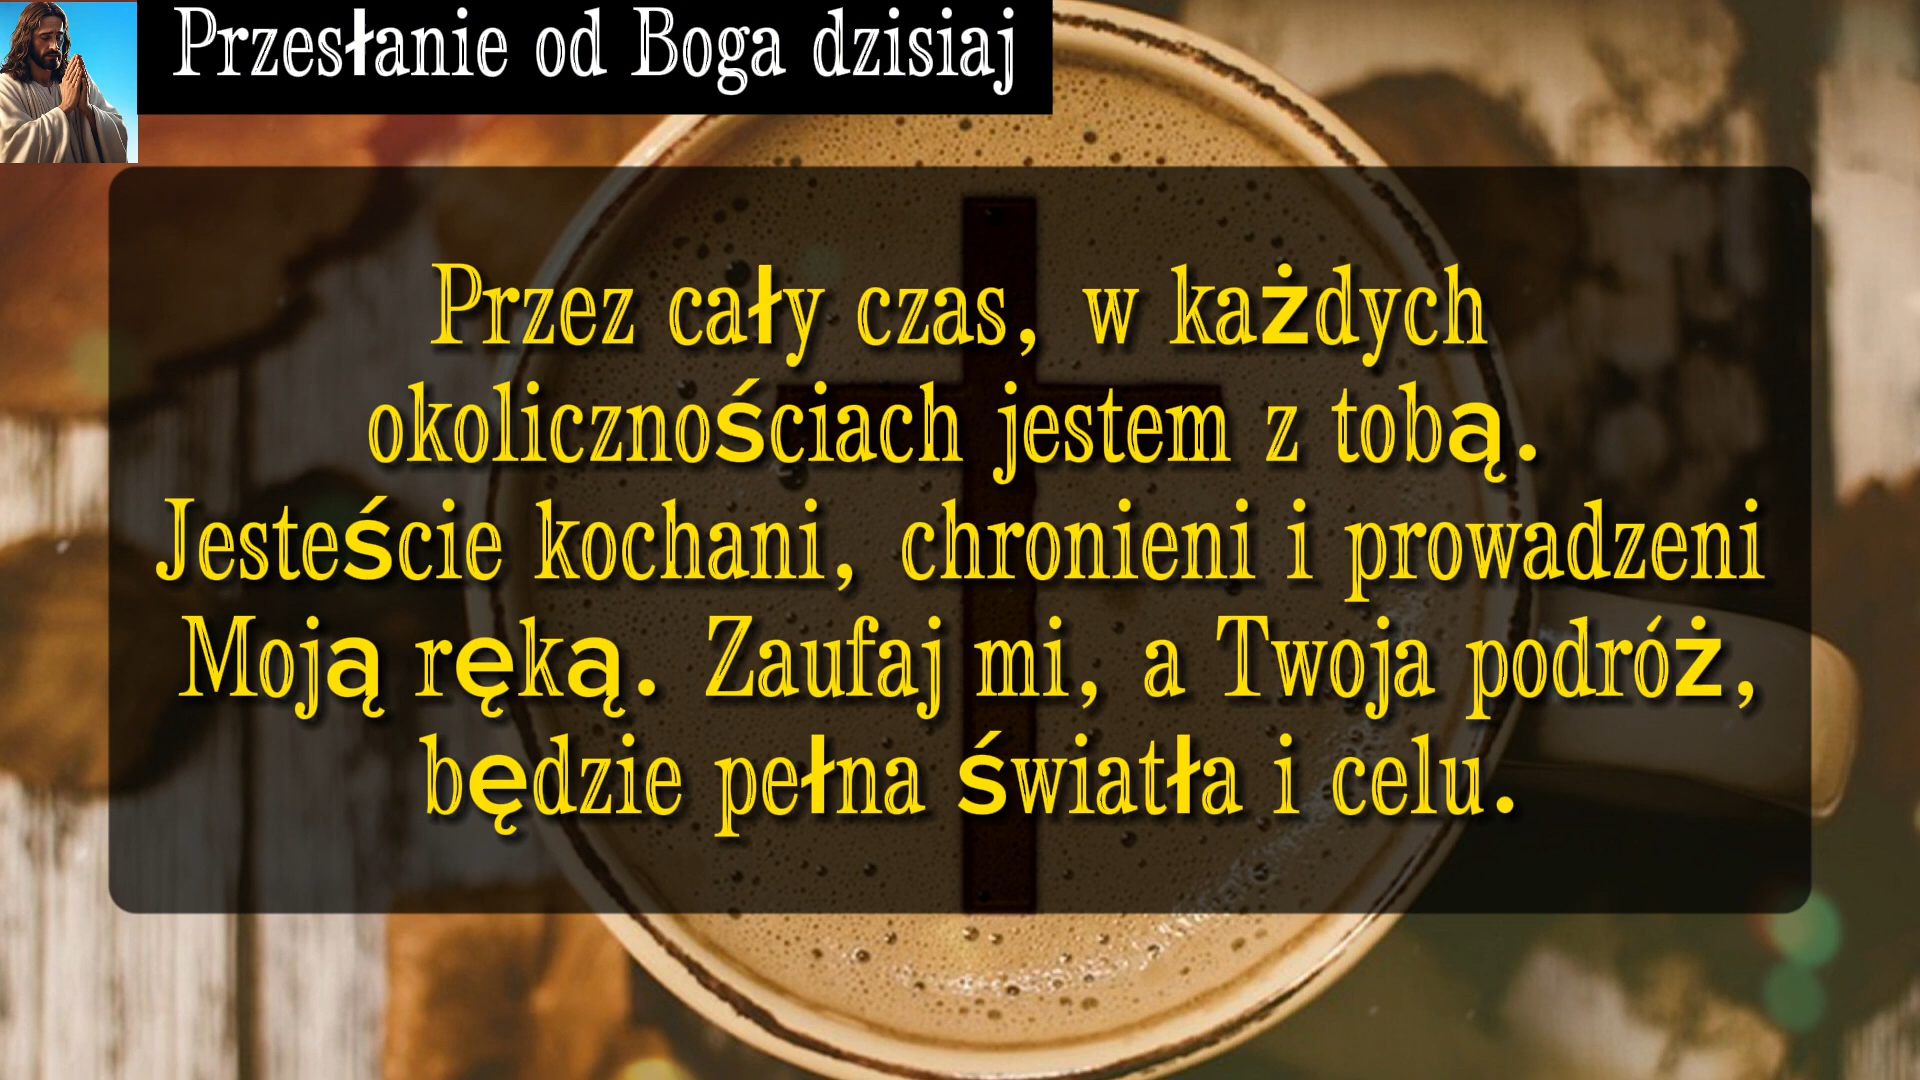 Przesłanie od Boga dzisiaj
Przez cały czas, w każdych
okolicznościach jestem z tobą.
Jesteście kochani, chronieni i prowadzeni
Moją ręką. Zaufaj mi, a Twoja podróż,
będzie pełna światła i celu.